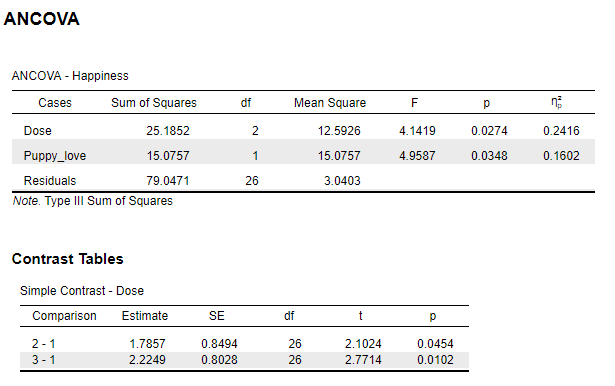 ANCOVA
ANCOVA - Happiness
Cases Sum of Squares df Mean Square F p η²p
Dose 25.1852 2 12.5926 4.1419 0.0274 0.2416
Puppy_love 15.0757 1 15.0757 4.9587 0.0348 0.1602
Residuals 79.0471 26 3.0403
Note. Type III Sum of Squares
Contrast Tables
Simple Contrast - Dose
Comparison Estimate SE df t p
2 - 1 1.7857 0.8494 26 2.1024 0.0454
3 - 1 2.2249 0.8028 26 2.7714 0.0102